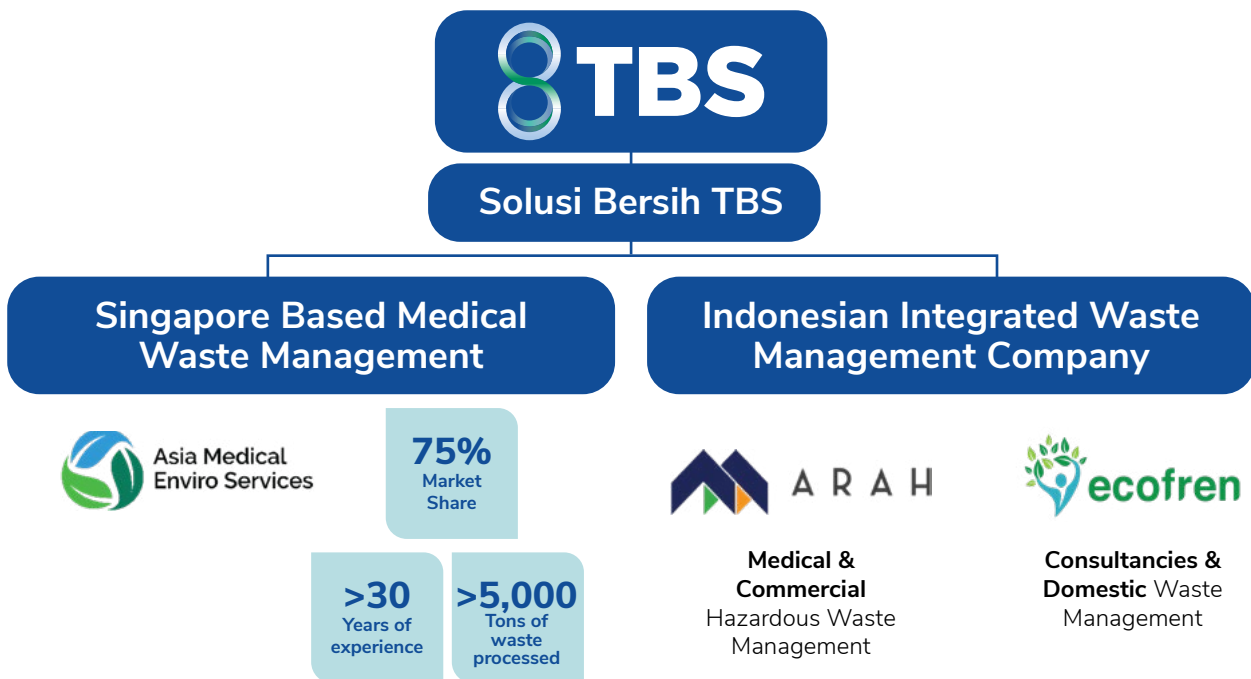 TBS
Solusi Bersih TBS
Singapore Based Medical
Waste Management
Asia Medical
Enviro Services
75%
Market
Share
>30
Years of
experience
>5,000
Tons of
waste
processed
Indonesian Integrated Waste
Management Company
ARAH
Medical &
Commercial
Hazardous Waste
Management
ecofren
Consultancies &
Domestic Waste
Management